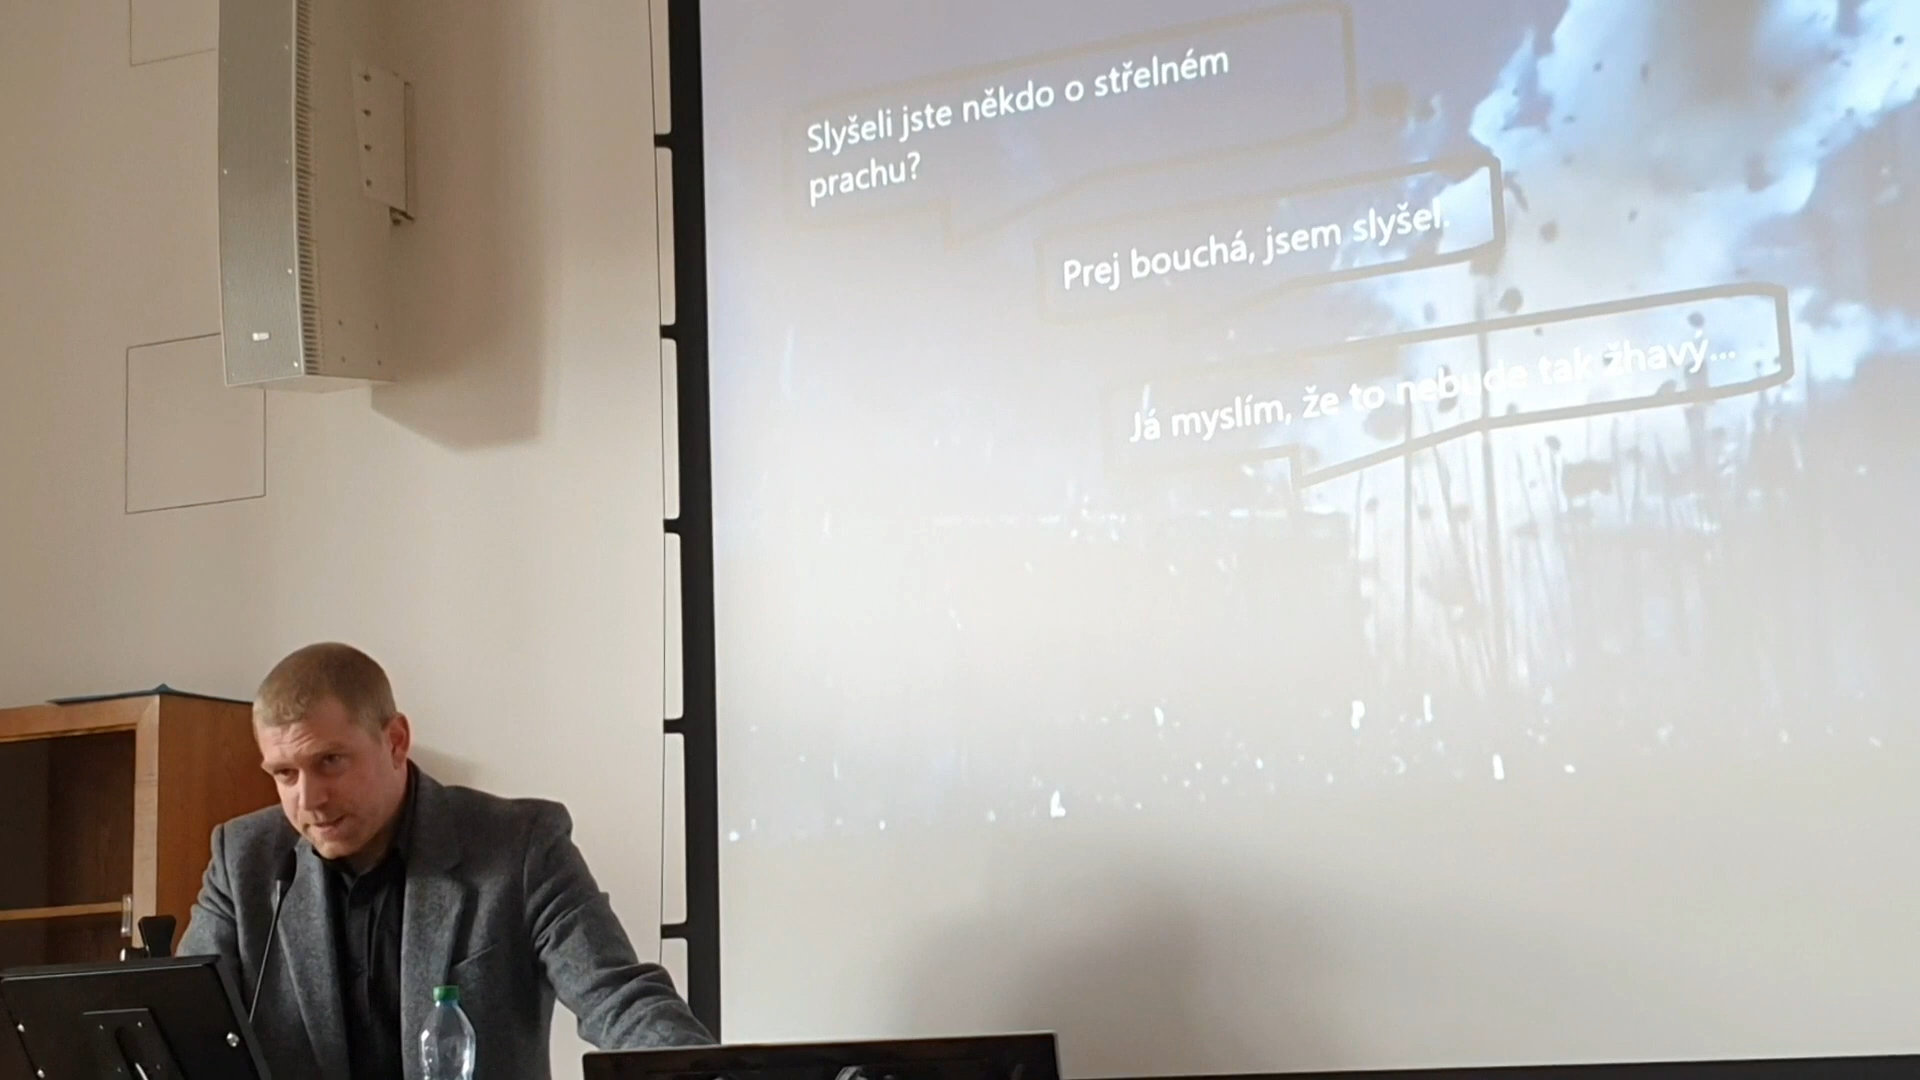 Slyšeli jste někdo o střelném
prachu?
Prej bouchá, jsem slyšel.
Já myslím, že to nebude tak žhavý...